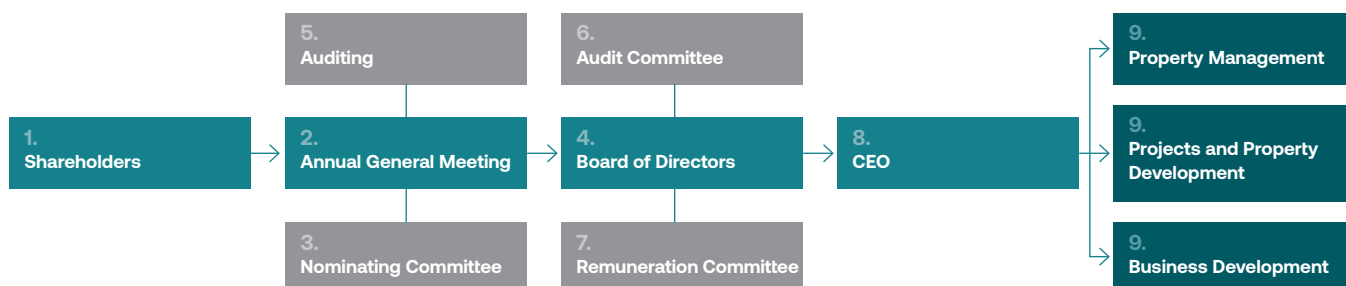 5.
Auditing
6.
Audit Committee
9.
Property Management
1.
Shareholders
2.
Annual General Meeting
4.
Board of Directors
8.
CEO
9.
Projects and Property
Development
3.
Nominating Committee
7.
Remuneration Committee
9.
Business Development